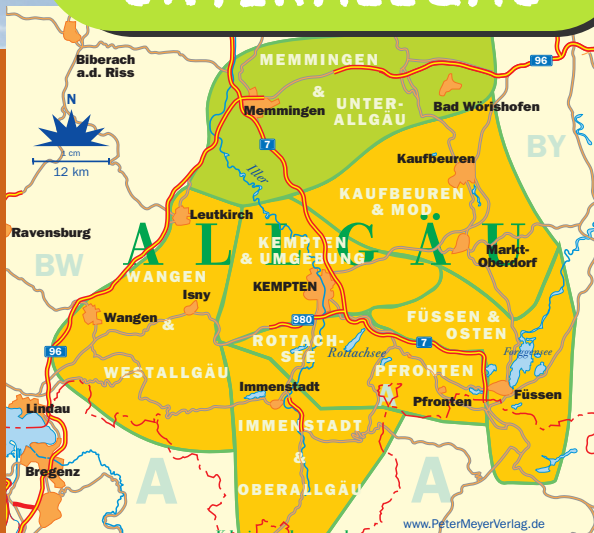 Biberach
a.d. Riss
N
1 cm
12 km
MEMMINGEN
&
UNTER-
ALLGÄU
Memmingen
Bad Wörishofen
96
7
Iller
BY
Kaufbeuren
KAUFBEUREN
& MOD
Leutkirch
Ravensburg
ALLGÄU
BW
KEMPTEN
& UMGEBUNG
Markt-
Oberdorf
WANGEN
&
WESTALLGÄU
Isny
KEMPTEN
Wangen
980
FÜSSEN &
OSTEN
7
ROTTACH-
SEE
Rottachsee
Forggensee
96
PFRONTEN
Immenstadt
Pfronten
Füssen
Lindau
IMMENSTADT
&
OBERALLGÄU
Bregenz
A
A
www.PeterMeyerVerlag.de